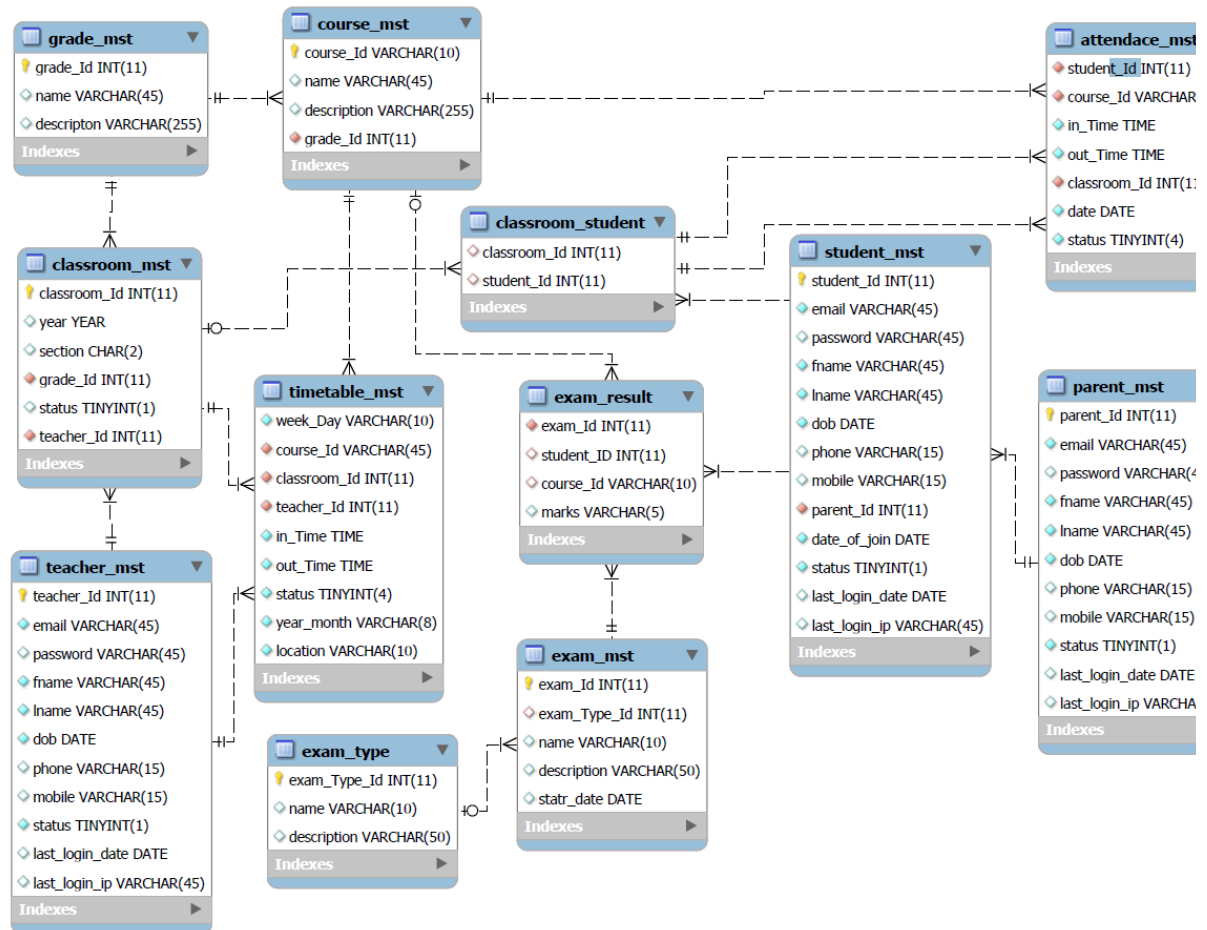 grade_mst
grade_Id INT(11)
name VARCHAR(45)
descripton VARCHAR(255)
Indexes
course_mst
course_Id VARCHAR(10)
name VARCHAR(45)
description VARCHAR(255)
grade_Id INT(11)
Indexes
attendace_mst
student_Id INT(11)
course_Id VARCHAR
in_Time TIME
out_Time TIME
classroom_Id INT(11
date DATE
status TINYINT(4)
Indexes
classroom_student
classroom_Id INT(11)
student_Id INT(11)
Indexes
classroom_mst
classroom_Id INT(11)
year YEAR
section CHAR(2)
grade_Id INT(11)
status TINYINT(1)
teacher_Id INT(11)
Indexes
student_mst
student_Id INT(11)
email VARCHAR(45)
password VARCHAR(45)
fname VARCHAR(45)
lname VARCHAR(45)
dob DATE
phone VARCHAR(15)
mobile VARCHAR(15)
parent_Id INT(11)
date_of_join DATE
status TINYINT(1)
last_login_date DATE
last_login_ip VARCHAR(45)
Indexes
timetable_mst
week_Day VARCHAR(10)
course_Id VARCHAR(45)
classroom_Id INT(11)
teacher_Id INT(11)
in_Time TIME
out_Time TIME
status TINYINT(4)
year_month VARCHAR(8)
location VARCHAR(10)
Indexes
exam_result
exam_Id INT(11)
student_ID INT(11)
course_Id VARCHAR(10)
marks VARCHAR(5)
Indexes
parent_mst
parent_Id INT(11)
email VARCHAR(45)
password VARCHAR(4
fname VARCHAR(45)
lname VARCHAR(45)
dob DATE
phone VARCHAR(15)
mobile VARCHAR(15)
status TINYINT(1)
last_login_date DATE
last_login_ip VARCHA
Indexes
teacher_mst
teacher_Id INT(11)
email VARCHAR(45)
password VARCHAR(45)
fname VARCHAR(45)
lname VARCHAR(45)
dob DATE
phone VARCHAR(15)
mobile VARCHAR(15)
status TINYINT(1)
last_login_date DATE
last_login_ip VARCHAR(45)
Indexes
exam_type
exam_Type_Id INT(11)
name VARCHAR(10)
description VARCHAR(50)
Indexes
exam_mst
exam_Id INT(11)
exam_Type_Id INT(11)
name VARCHAR(10)
description VARCHAR(50)
statr_date DATE
Indexes